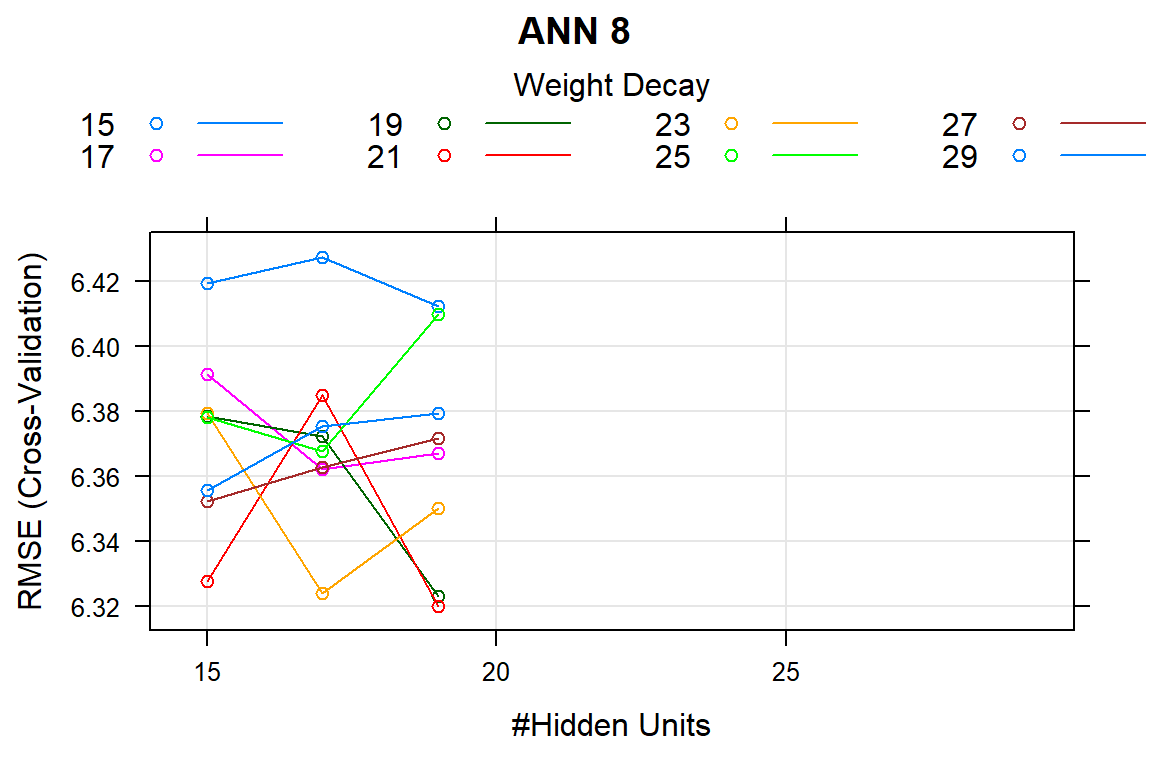 ANN 8
Weight Decay
15 19 23 27
17 21 25 29
RMSE (Cross-Validation)
6.42
6.40
6.38
6.36
6.34
6.32
15 20 25
#Hidden Units